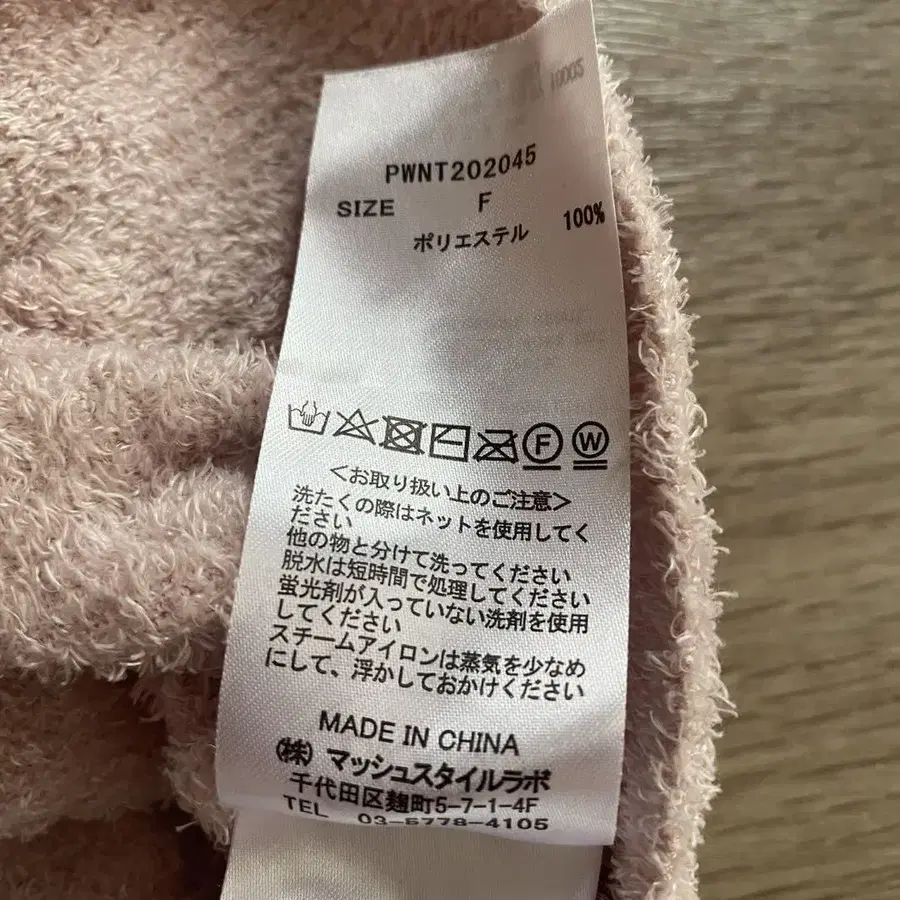 PWNT202045
SIZE F
ポリエステル 100%
F W
<お取り扱い上のご注意>
洗たくの際はネットを使用してく
ださい
他の物と分けて洗ってください
脱水は短時間で処理してください
蛍光剤が入っていない洗剤を使用
してください
スチームアイロンは蒸気を少なめ
にして、浮かしておかけください
MADE IN CHINA
(株) マッシュスタイルラボ
千代田区麹町5-7-1-4F
TEL 03-5778-4105